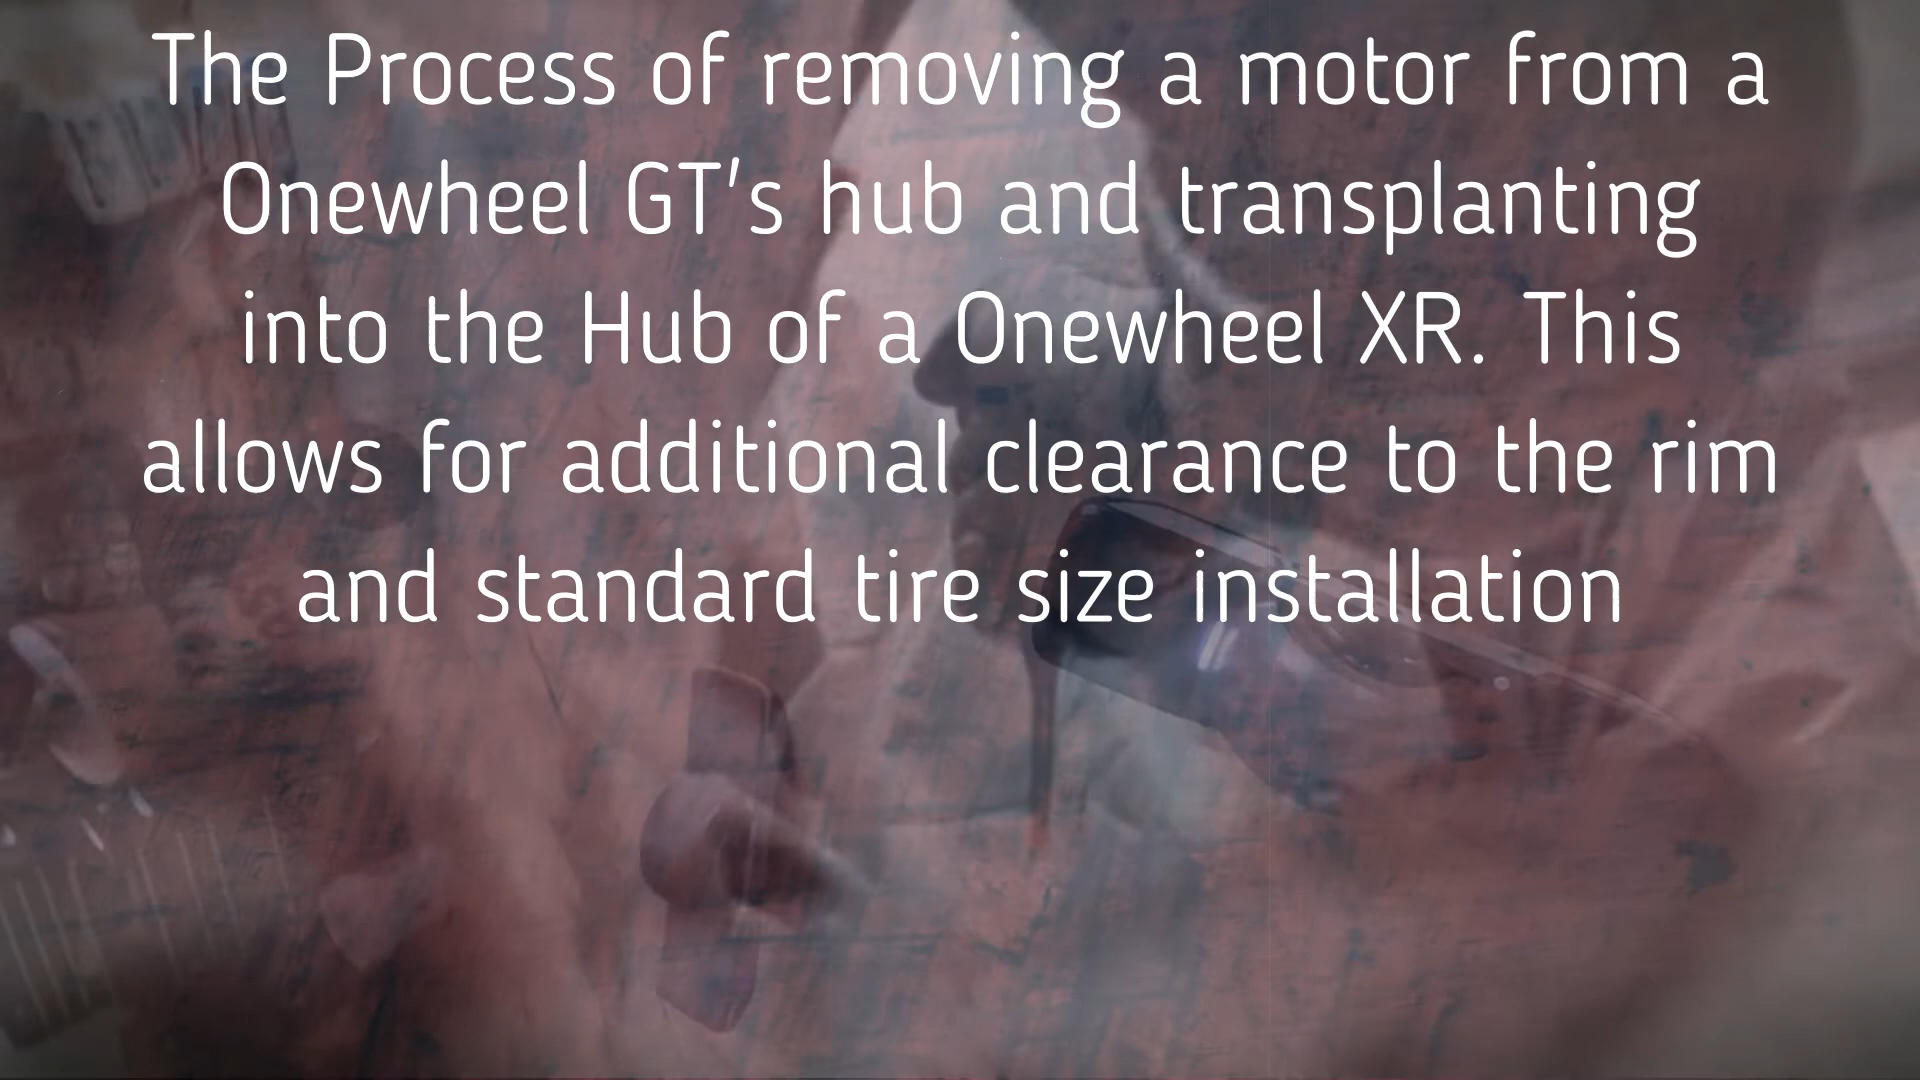 The Process of removing a motor from a
Onewheel GT's hub and transplanting
into the Hub of a Onewheel XR. This
allows for additional clearance to the rim
and standard tire size installation